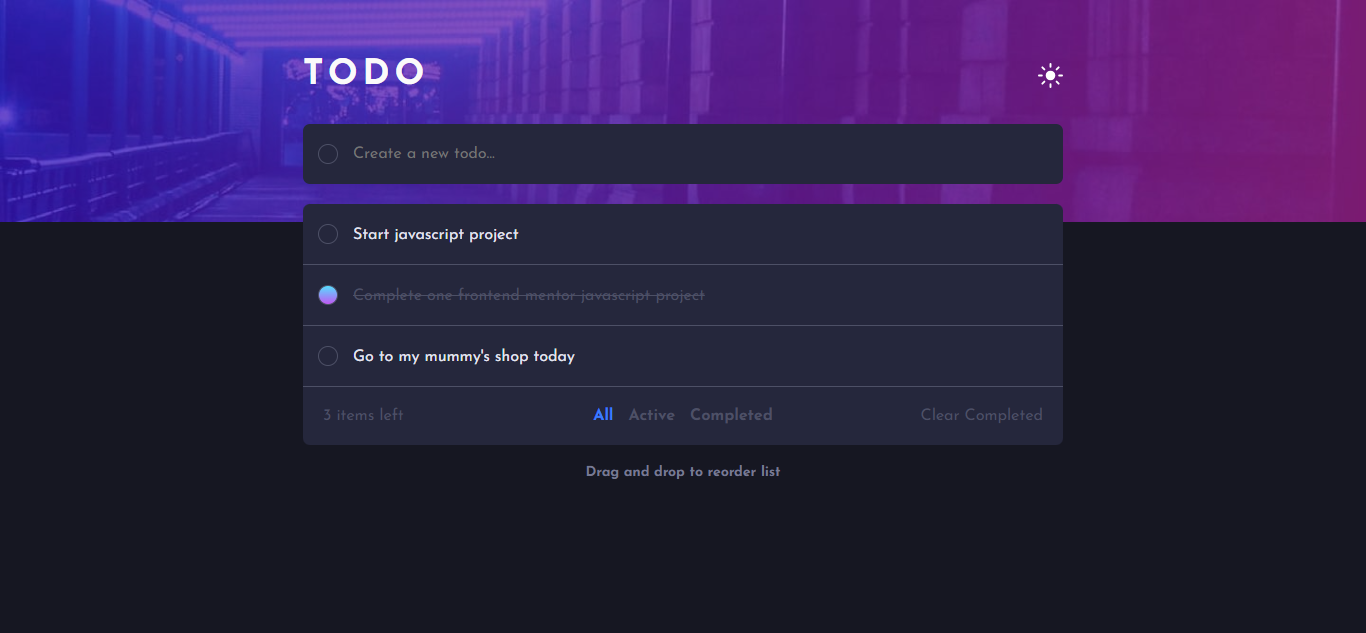 TODO
Create a new todo...
Start javascript project
Complete one frontend mentor javascript project
Go to my mummy's shop today
3 items left All Active Completed Clear Completed
Drag and drop to reorder list